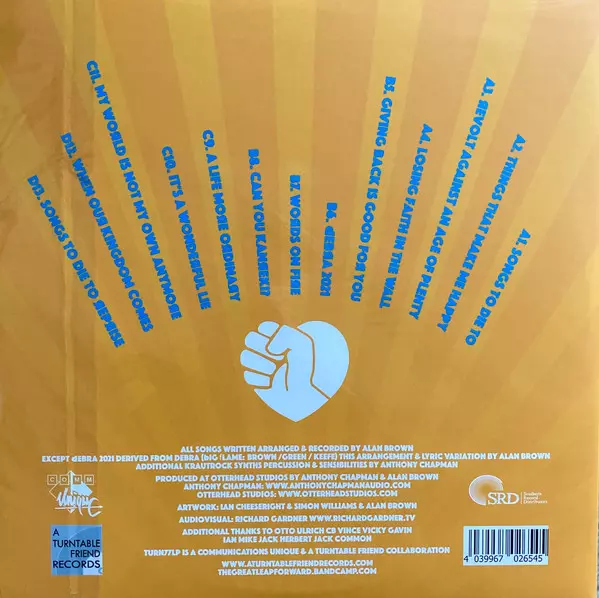 A1. SONGS TO DIE TO
A2. THINGS THAT MAKE ME HAPPY
A3. REVOLT AGAINST AN AGE OF PLENTY
A4. LOSING FAITH IN THE WALL
B5. GIVING BACK IS GOOD FOR YOU
B6. dEBRA 2021
B7. WORDS ON FIRE
B8. CAN YOU KANREKI?
C9. A LIFE MORE ORDINARY
C10. IT'S A WONDERFUL LIE
C11. MY WORLD IS NOT MY OWN ANYMORE
D12. WHEN OUR KINGDOM COMES
D13. SONGS TO DIE TO REPRISE
ALL SONGS WRITTEN ARRANGED & RECORDED BY ALAN BROWN
EXCEPT dEBRA 2021 DERIVED FROM DEBRA (bIG fLAME: BROWN /GREEN / KEEFE) THIS ARRANGEMENT & LYRIC VARIATION BY ALAN BROWN
ADDITIONAL KRAUTROCK SYNTHS PERCUSSION & SENSIBILITIES BY ANTHONY CHAPMAN
PRODUCED AT OTTERHEAD STUDIOS BY ANTHONY CHAPMAN & ALAN BROWN
ANTHONY CHAPMAN: WWW.ANTHONYCHAPMANAUDIO.COM
OTTERHEAD STUDIOS: WWW.OTTERHEADSTUDIOS.COM
ARTWORK: IAN CHEESERIGHT & SIMON WILLIAMS & ALAN BROWN
AUDIOVISUAL: RICHARD GARDNER WWW.RICHARDGARDNER.TV
ADDITIONAL THANKS TO OTTO ULRICH CB VINCE VICKY GAVIN
IAN MIKE JACK HERBERT JACK COMMON
TURN77LP IS A COMMUNICATIONS UNIQUE & A TURNTABLE FRIEND COLLABORATION
WWW.ATURNTABLEFRIENDRECORDS.COM
THEGREATLEAPFORWARD.BANDCAMP.COM
COMM
UNIQUE
A
TURNTABLE
FRIEND
RECORDS
SRD
Southern
Record
Distributors
4 039967 026545